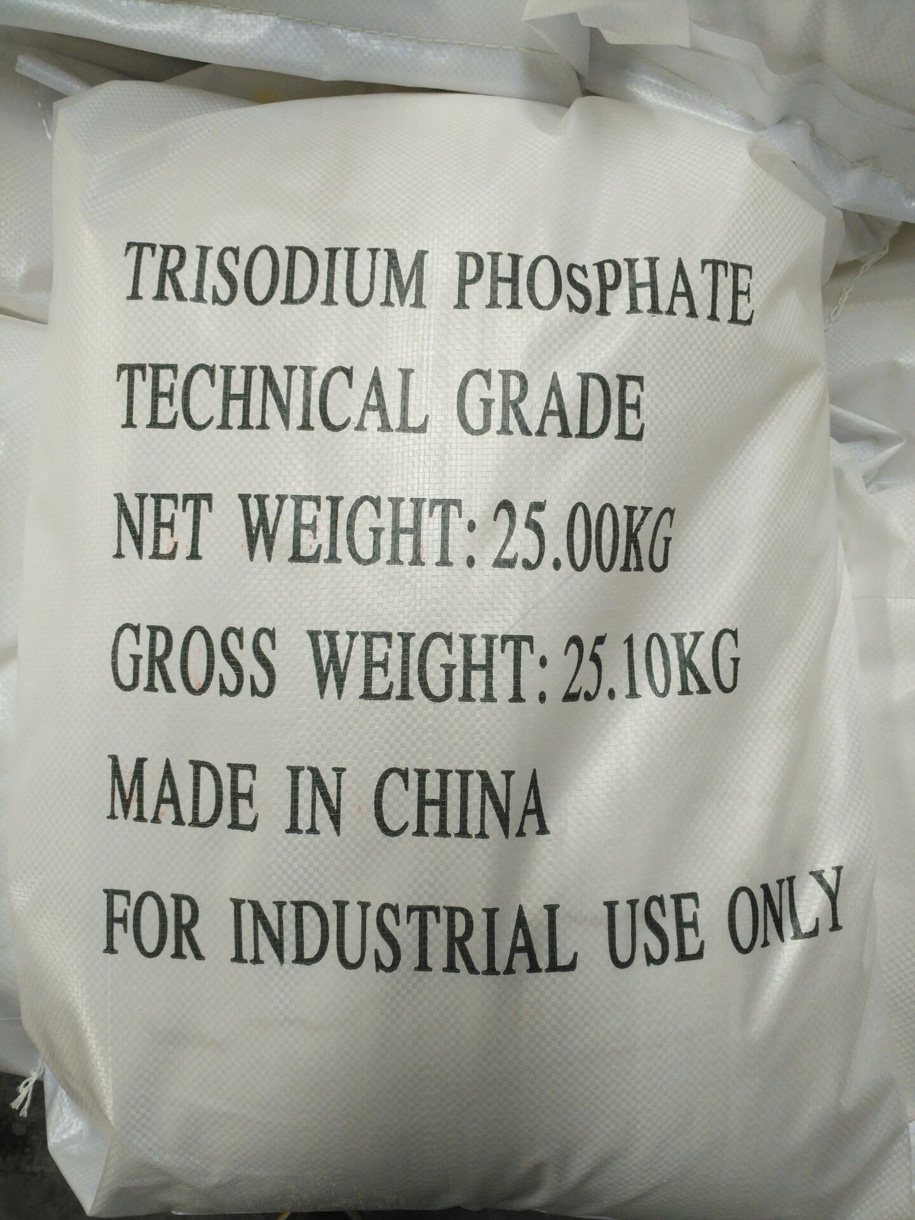 TRISODIUM PHOSPHATE
TECHNICAL GRADE
NET WEIGHT: 25.00KG
GROSS WEIGHT: 25.10KG
MADE IN CHINA
FOR INDUSTRIAL USE ONLY